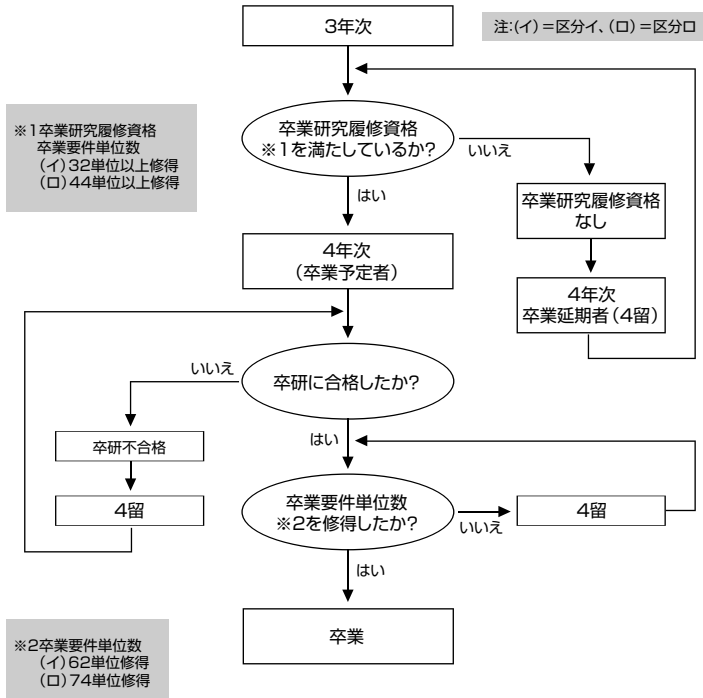 3年次
注:(イ)=区分イ、(ロ)=区分ロ
※1卒業研究履修資格
卒業要件単位数
(イ)32単位以上修得
(ロ)44単位以上修得
卒業研究履修資格
※1を満たしているか?
いいえ
はい
卒業研究履修資格
なし
4年次
(卒業予定者)
4年次
卒業延期者(4留)
卒研に合格したか?
いいえ
はい
卒研不合格
4留
卒業要件単位数
※2を修得したか?
いいえ
4留
はい
卒業
※2卒業要件単位数
(イ)62単位修得
(ロ)74単位修得